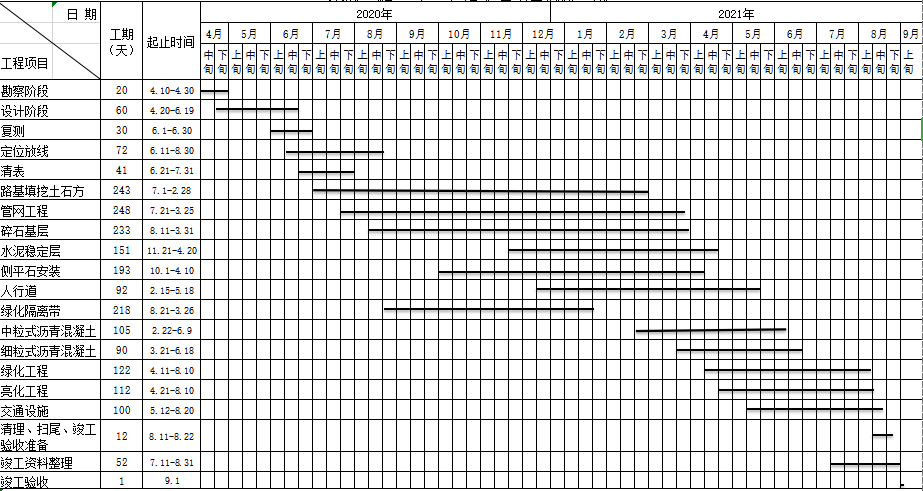 日 期
工程项目
工期
（天）
起止时间
2020年 2021年
4月 5月 6月 7月 8月 9月 10月 11月 12月 1月 2月 3月 4月 5月 6月 7月 8月 9月
中旬 下旬 上旬 中旬 下旬 上旬 中旬 下旬 上旬 中旬 下旬 上旬 中旬 下旬 上旬 中旬 下旬 上旬 中旬 下旬 上旬 中旬 下旬 上旬 中旬 下旬 上旬 中旬 下旬 上旬 中旬 下旬 上旬 中旬 下旬 上旬 中旬 下旬 上旬 中旬 下旬 上旬 中旬 下旬 上旬 中旬 下旬 上旬 中旬 下旬 上旬
勘察阶段 20 4.10-4.30
设计阶段 60 4.20-6.19
复测 30 6.1-6.30
定位放线 72 6.11-8.30
清表 41 6.21-7.31
路基填挖土石方 243 7.1-2.28
管网工程 248 7.21-3.25
碎石基层 233 8.11-3.31
水泥稳定层 151 11.21-4.20
侧平石安装 193 10.1-4.10
人行道 92 2.15-5.18
绿化隔离带 218 8.21-3.26
中粒式沥青混凝土 105 2.22-6.9
细粒式沥青混凝土 90 3.21-6.18
绿化工程 122 4.11-8.10
亮化工程 112 4.21-8.10
交通设施 100 5.12-8.20
清理、扫尾、竣工
验收准备 12 8.11-8.22
竣工资料整理 52 7.11-8.31
竣工验收 1 9.1